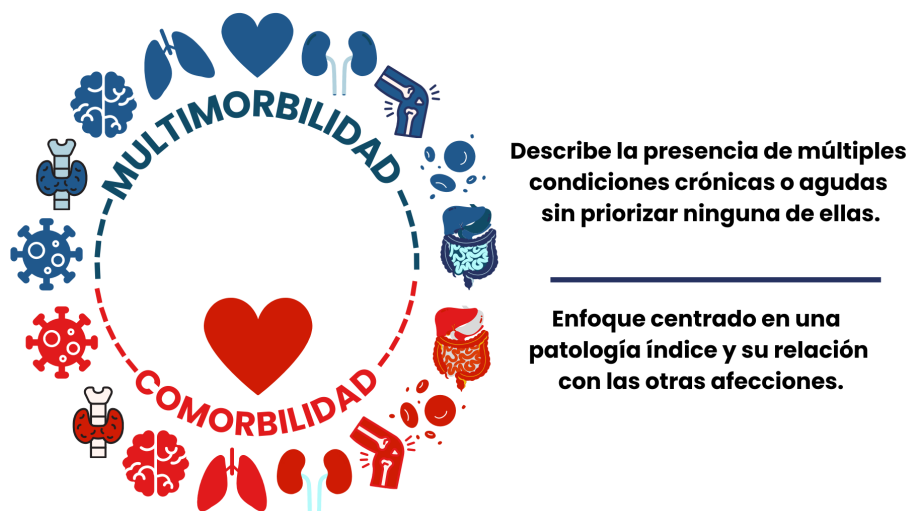 MULTIMORBILIDAD
Describe la presencia de múltiples
condiciones crónicas o agudas
sin priorizar ninguna de ellas.
Enfoque centrado en una
patología índice y su relación
con las otras afecciones.
COMORBILIDAD